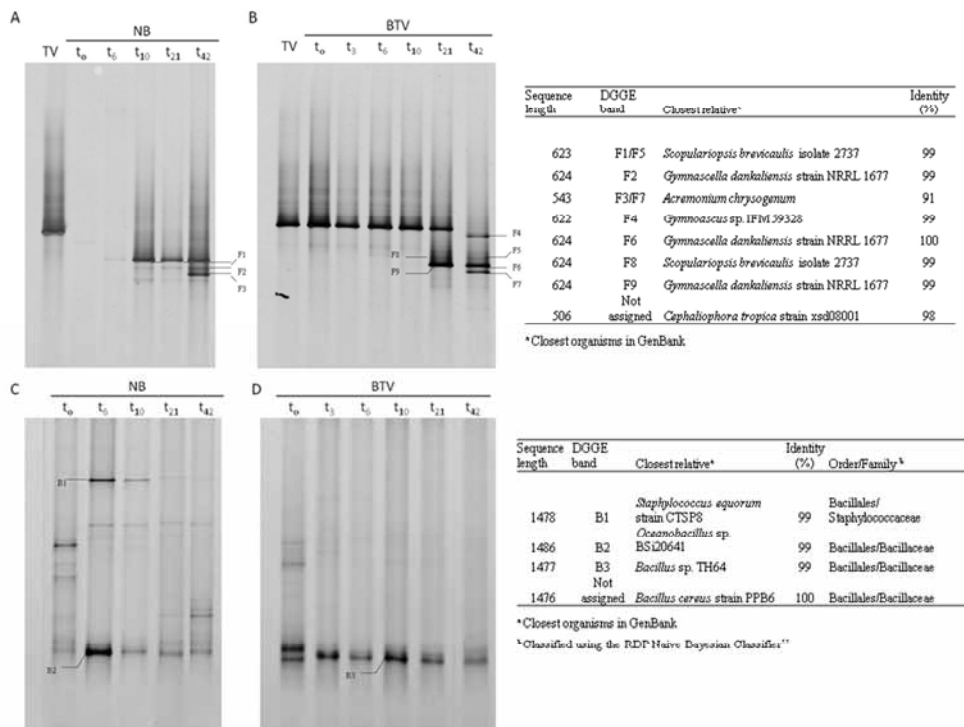 A
B
NB
BTV
TV t₀ t₆ t₁₀ t₂₁ t₄₂
TV t₀ t₃ t₆ t₁₀ t₂₁ t₄₂
F1
F2
F3
F8
F9
F4
F5
F6
F7
Sequence length DGGE band Closest relative* Identity (%)
623 F1/F5 Scopulariopsis brevicaulis isolate 2737 99
624 F2 Gymnascella dankaliensis strain NRRL 1677 99
543 F3/F7 Acremonium chrysogenum 91
622 F4 Gymnoascus sp. IFM 59328 99
624 F6 Gymnascella dankaliensis strain NRRL 1677 100
624 F8 Scopulariopsis brevicaulis isolate 2737 99
624 F9 Gymnascella dankaliensis strain NRRL 1677 99
506 Not assigned Cephaliophora tropica strain xsd08001 98
*Closest organisms in GenBank
C
D
NB
BTV
t₀ t₆ t₁₀ t₂₁ t₄₂
t₀ t₃ t₆ t₁₀ t₂₁ t₄₂
B1
B2
B3
Sequence length DGGE band Closest relative* Identity (%) Order/Family
1478 B1 Staphylococcus equorum strain CTSP8 99 Bacillales/Staphylococcaceae
1486 B2 Oceanobacillus sp. BSi20641 99 Bacillales/Bacillaceae
1477 B3 Bacillus sp. TH64 99 Bacillales/Bacillaceae
1476 Not assigned Bacillus cereus strain PPB6 100 Bacillales/Bacillaceae
*Closest organisms in GenBank
Classified using the RDP Naive Bayesian Classifier